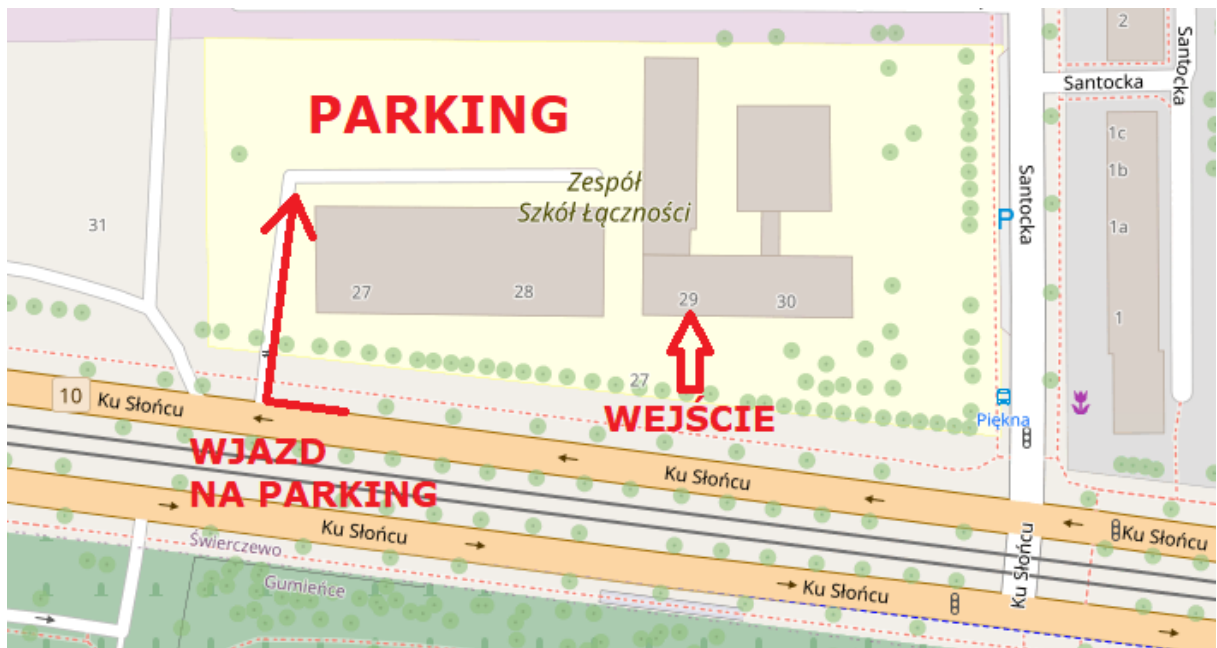 2
Santocka
Santocka
PARKING
1c
1b
1a
1
Santocka
P
Zespół
Szkół Łączności
31
27
28
29
30
27
WEJŚCIE
Piękna
10
Ku Słońcu
WJAZD
NA PARKING
Ku Słońcu
Ku Słońcu
Ku Słońcu
Ku Słońcu
Ku Słońcu
Świerczewo
Gumieńce